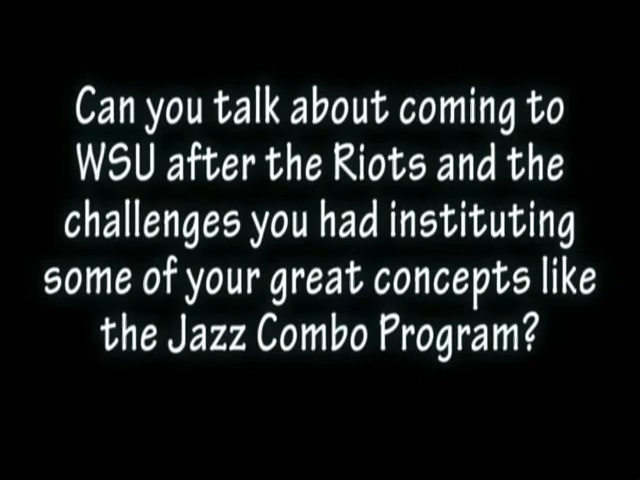 Can you talk about coming to
WSU after the Riots and the
challenges you had instituting
some of your great concepts like
the Jazz Combo Program?